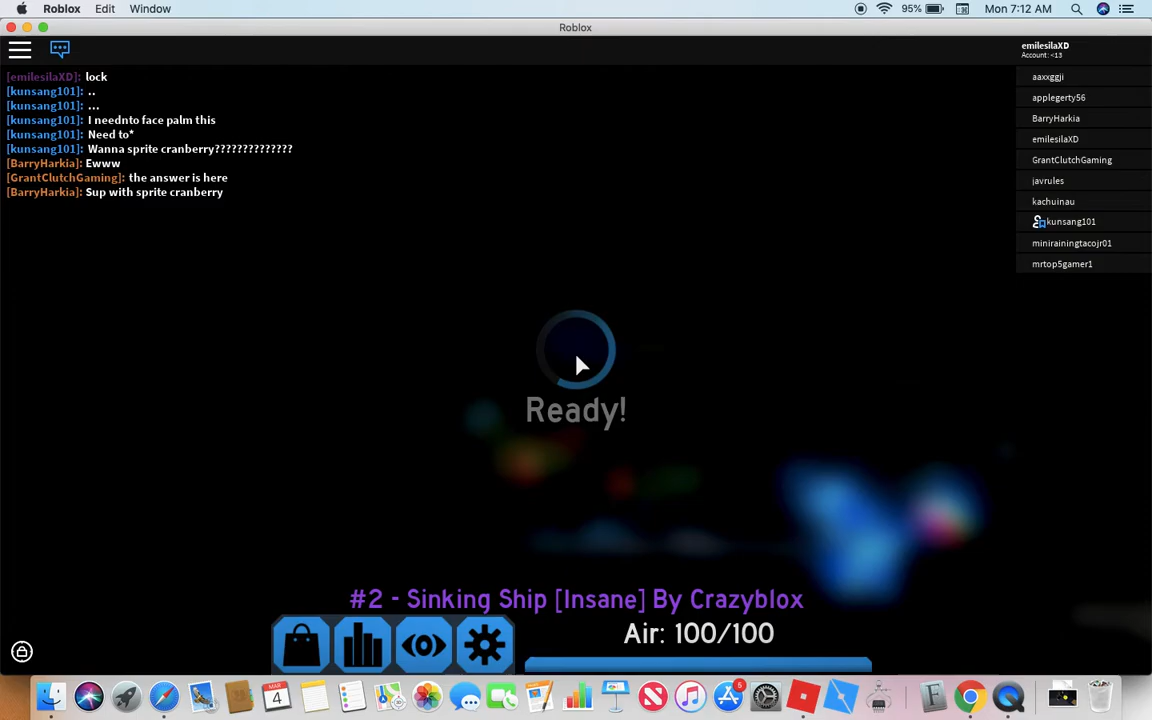 Roblox Edit Window 95% Mon 7:12 AM
Roblox
emilesilaXD
Account: <13
[emilesilaXD]: lock
[kunsang101]: ..
[kunsang101]: ...
[kunsang101]: I neednto face palm this
[kunsang101]: Need to*
[kunsang101]: Wanna sprite cranberry?????????????
[BarryHarkia]: Ewww
[GrantClutchGaming]: the answer is here
[BarryHarkia]: Sup with sprite cranberry
aaxxggji
applegerty56
BarryHarkia
emilesilaXD
GrantClutchGaming
javrules
kachuinau
kunsang101
minirainingtacojr01
mrtop5gamer1
Ready!
#2 - Sinking Ship [Insane] By Crazyblox
Air: 100/100
MAR
4
5